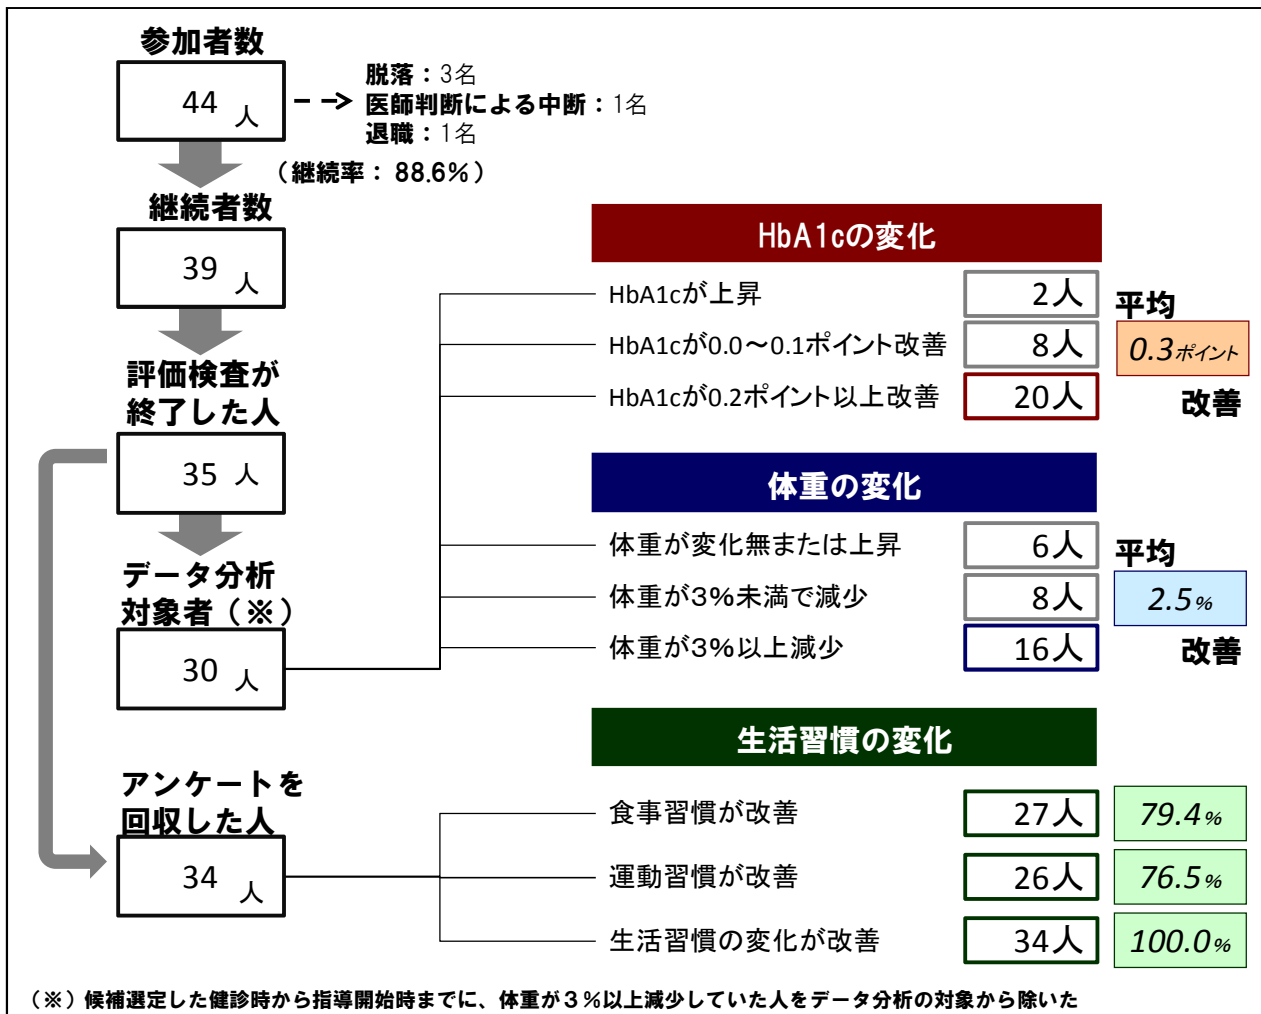 参加者数
44 人
脱落：3名
医師判断による中断：1名
退職：1名
（継続率： 88.6%）
継続者数
39 人
評価検査が
終了した人
35 人
データ分析
対象者（※）
30 人
アンケートを
回収した人
34 人
HbA1cの変化
HbA1cが上昇
2人
HbA1cが0.0～0.1ポイント改善
8人
HbA1cが0.2ポイント以上改善
20人
平均
0.3ポイント
改善
体重の変化
体重が変化無または上昇
6人
体重が3%未満で減少
8人
体重が3%以上減少
16人
平均
2.5%
改善
生活習慣の変化
食事習慣が改善
27人
79.4%
運動習慣が改善
26人
76.5%
生活習慣の変化が改善
34人
100.0%
（※）候補選定した健診時から指導開始時までに、体重が３％以上減少していた人をデータ分析の対象から除いた